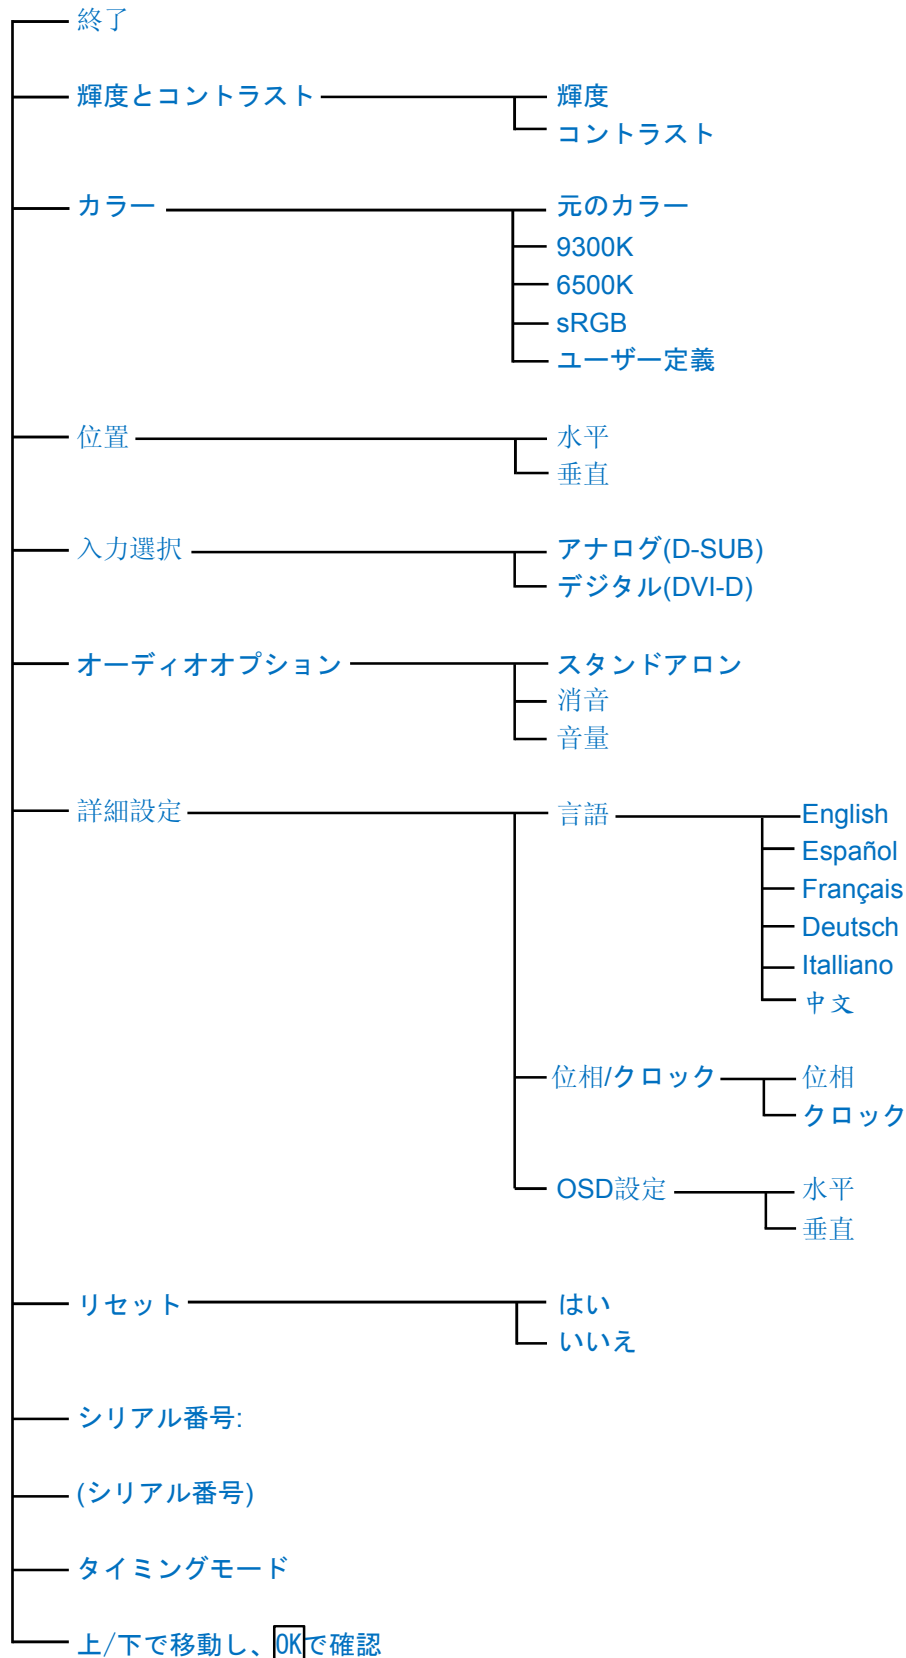 終了
輝度とコントラスト 輝度
コントラスト
カラー 元のカラー
9300K
6500K
sRGB
ユーザー定義
位置 水平
垂直
入力選択 アナログ(D-SUB)
デジタル(DVI-D)
オーディオオプション スタンドアロン
消音
音量
詳細設定 言語 English
Español
Français
Deutsch
Italliano
中文
位相/クロック 位相
クロック
OSD設定 水平
垂直
リセット はい
いいえ
シリアル番号:
(シリアル番号)
タイミングモード
上/下で移動し、OKで確認